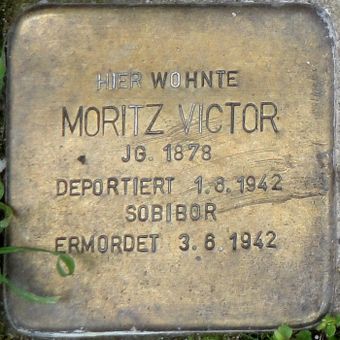 HIER WOHNTE
MORITZ VICTOR
JG. 1878
DEPORTIERT 1.6.1942
SOBIBOR
ERMORDET 3.6.1942